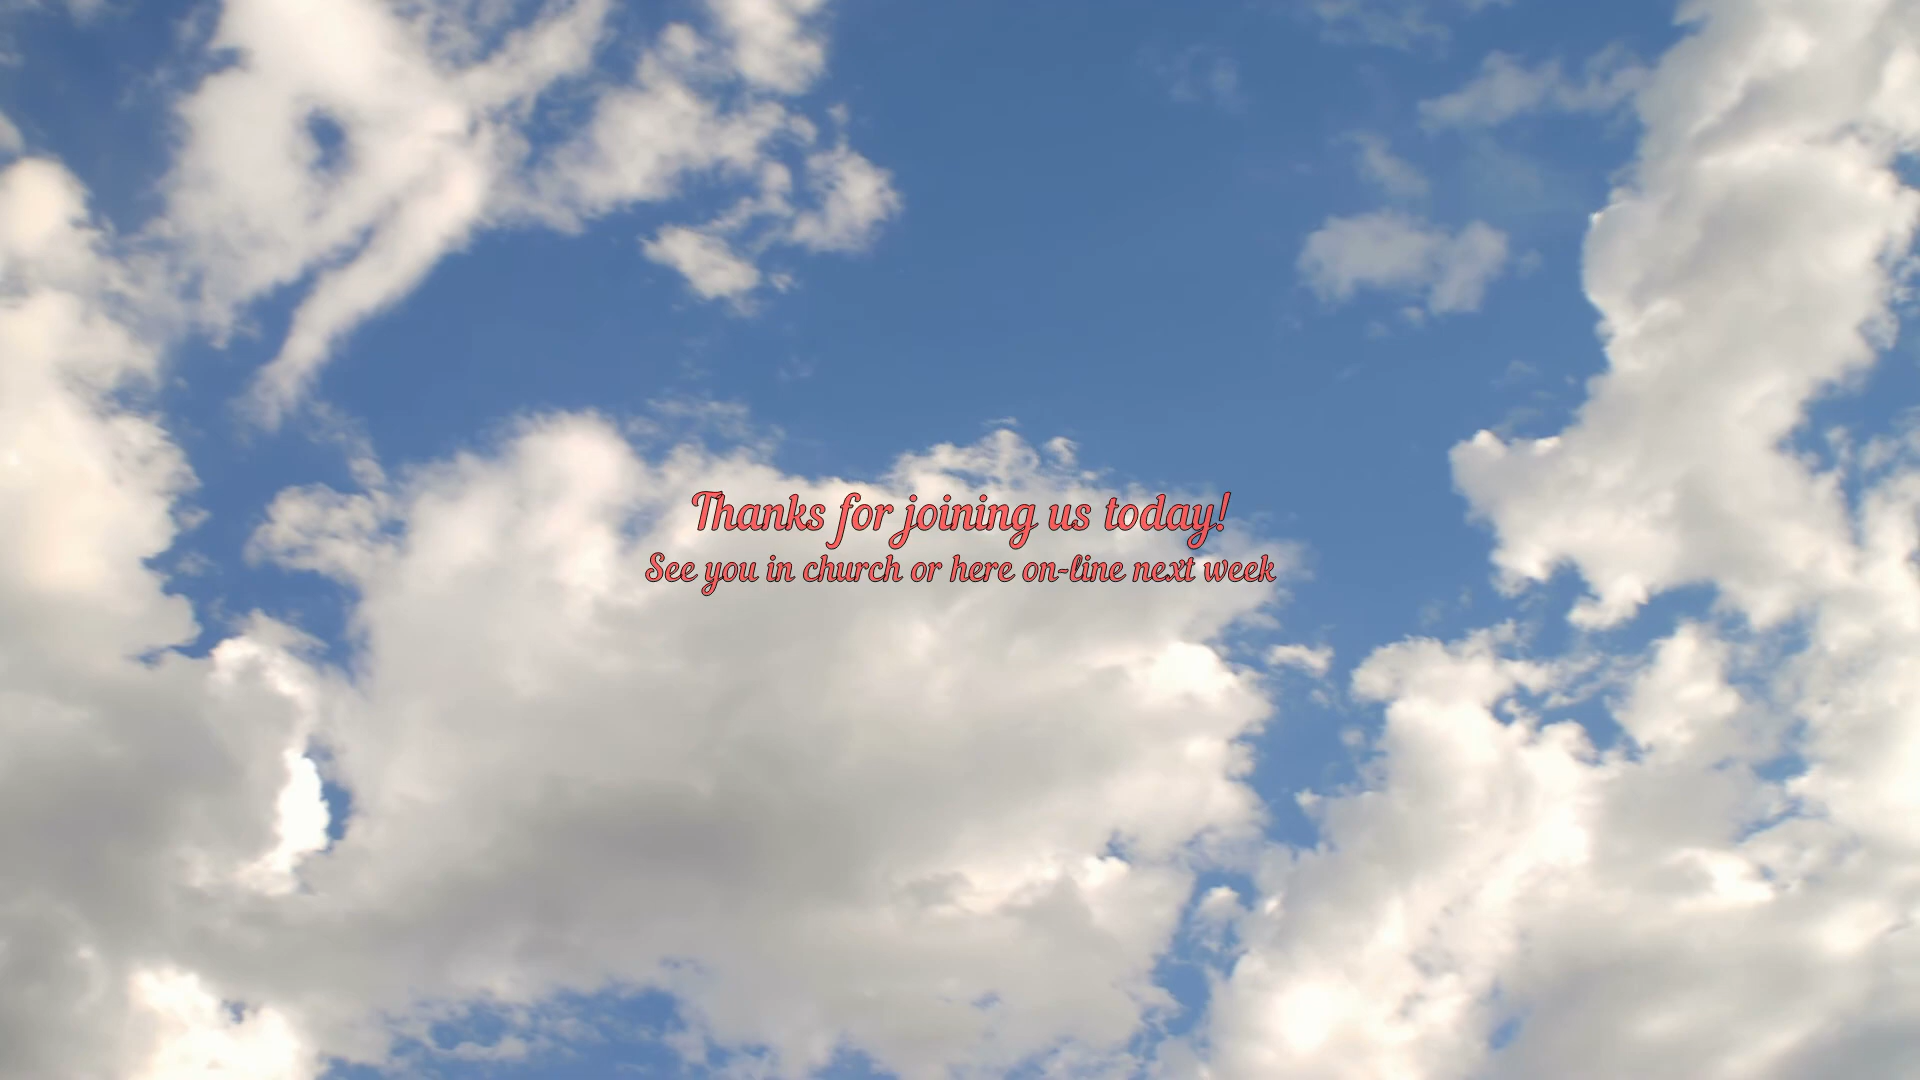 Thanks for joining us today!
See you in church or here on-line next week